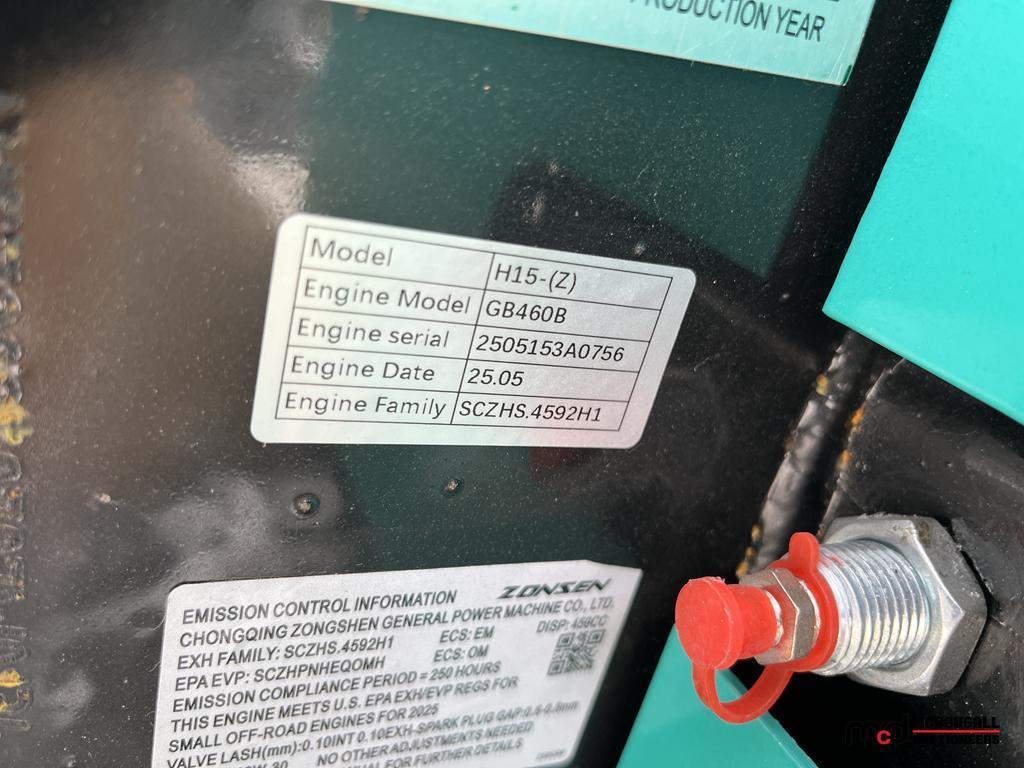 PRODUCTION YEAR
Model H15-(Z)
Engine Model GB460B
Engine serial 2505153A0756
Engine Date 25.05
Engine Family SCZHS.4592H1
ZONSEN
EMISSION CONTROL INFORMATION
CHONGQING ZONGSHEN GENERAL POWER MACHINE CO., LTD.
EXH FAMILY: SCZHS.4592H1 ECS: EM DISP: 459CC
EPA EVP: SCZHPNHEQOMH ECS: OM
EMISSION COMPLIANCE PERIOD = 250 HOURS
THIS ENGINE MEETS U.S. EPA EXH/EVP REGS FOR
SMALL OFF-ROAD ENGINES FOR 2025
VALVE LASH(mm):0.10INT 0.10EXH-SPARK PLUG GAP:0.6-0.8mm
NO OTHER ADJUSTMENTS NEEDED
FOR FURTHER DETAILS